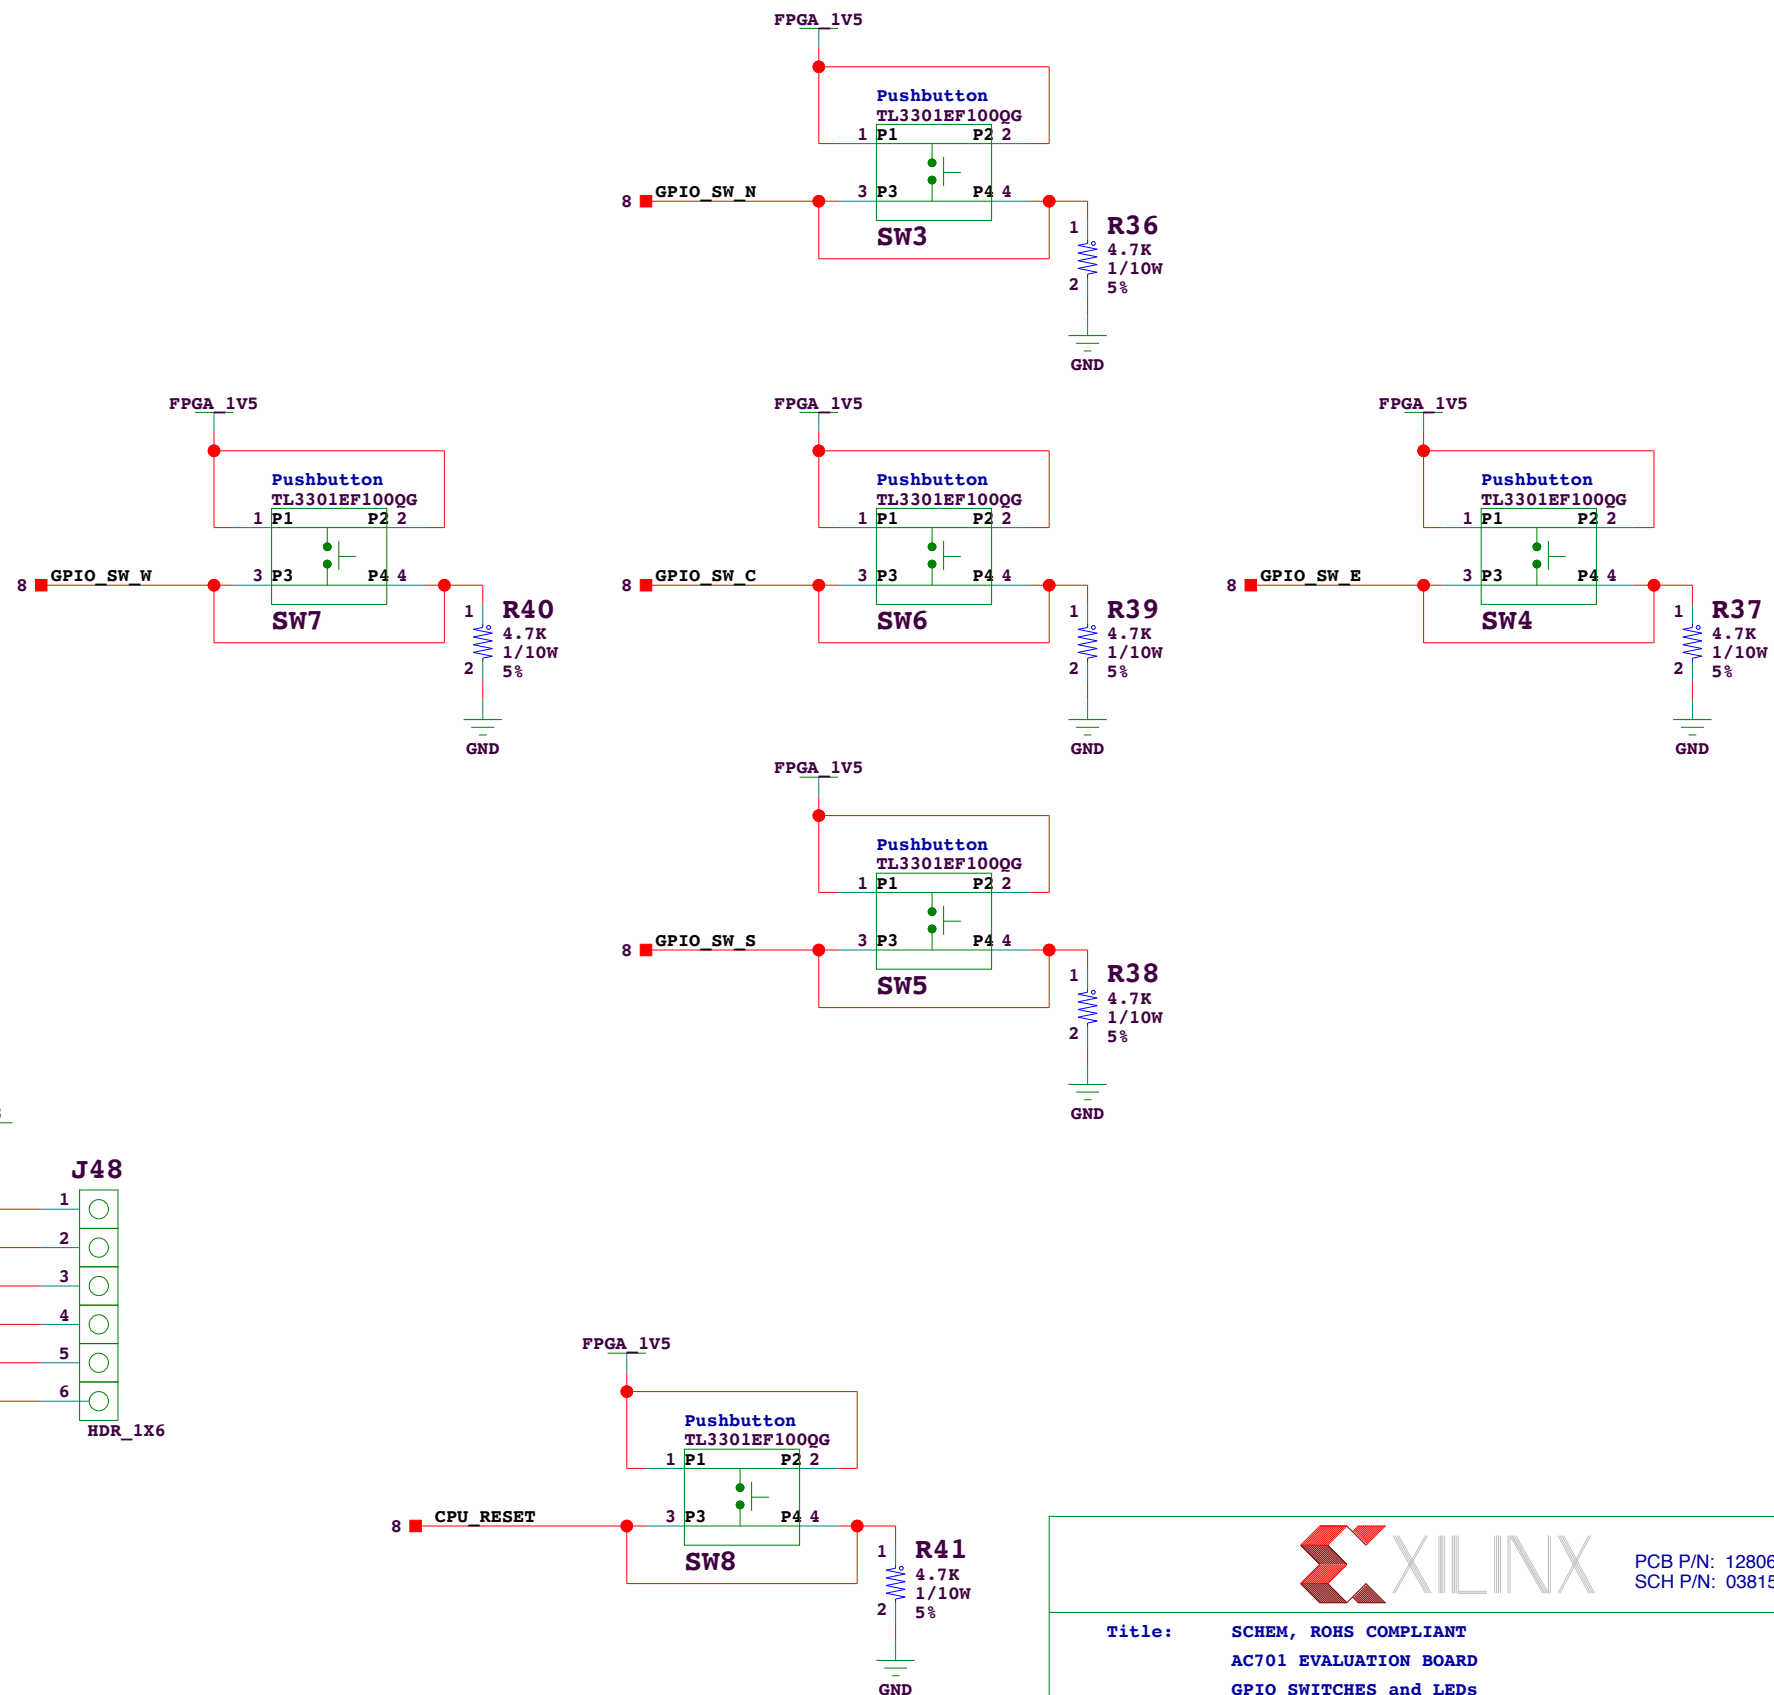 FPGA_1V5
Pushbutton
TL3301EF100QG
1 P1 P2 2
8 GPIO_SW_N 3 P3 P4 4
SW3
1 R36
4.7K
1/10W
2 5%
GND
FPGA_1V5
Pushbutton
TL3301EF100QG
1 P1 P2 2
8 GPIO_SW_W 3 P3 P4 4
SW7
1 R40
4.7K
1/10W
2 5%
GND
FPGA_1V5
Pushbutton
TL3301EF100QG
1 P1 P2 2
8 GPIO_SW_C 3 P3 P4 4
SW6
1 R39
4.7K
1/10W
2 5%
GND
FPGA_1V5
Pushbutton
TL3301EF100QG
1 P1 P2 2
8 GPIO_SW_E 3 P3 P4 4
SW4
1 R37
4.7K
1/10W
2 5%
GND
FPGA_1V5
Pushbutton
TL3301EF100QG
1 P1 P2 2
8 GPIO_SW_S 3 P3 P4 4
SW5
1 R38
4.7K
1/10W
2 5%
GND
J48
1
2
3
4
5
6
HDR_1X6
FPGA_1V5
Pushbutton
TL3301EF100QG
1 P1 P2 2
8 CPU_RESET 3 P3 P4 4
SW8
1 R41
4.7K
1/10W
2 5%
GND
XILINX
PCB P/N: 12806
SCH P/N: 03815
Title: SCHEM, ROHS COMPLIANT
AC701 EVALUATION BOARD
GPIO SWITCHES and LEDs